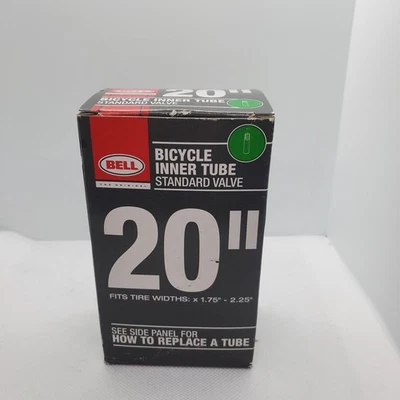 20"
BICYCLE INNER TUBE
STANDARD VALVE
BELL
THE ORIGINAL
BICYCLE
INNER TUBE
STANDARD VALVE
20"
FITS TIRE WIDTHS: x 1.75" - 2.25"
SEE SIDE PANEL FOR
HOW TO REPLACE A TUBE